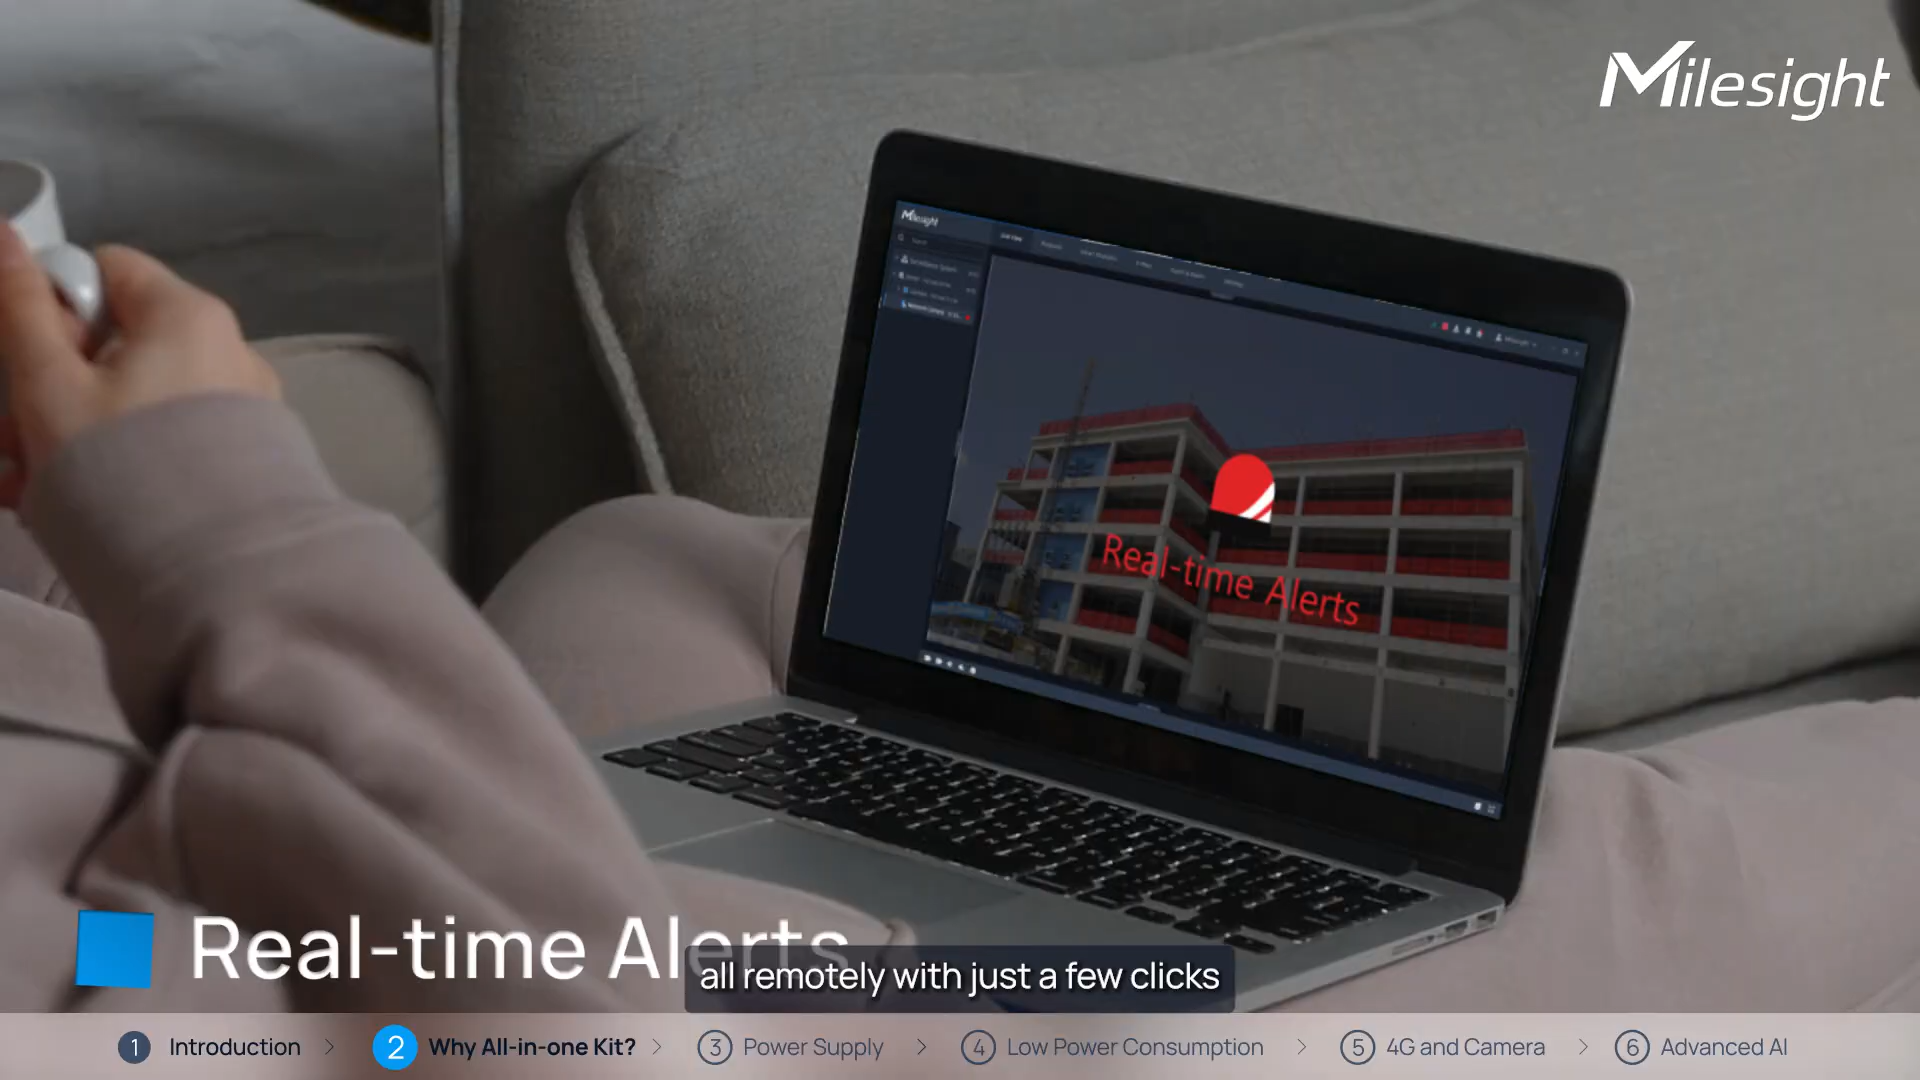 Milesight
Milesight
Real-time Alerts
Real-time Alerts
all remotely with just a few clicks
1 Introduction > 2 Why All-in-one Kit? > 3 Power Supply > 4 Low Power Consumption > 5 4G and Camera > 6 Advanced AI